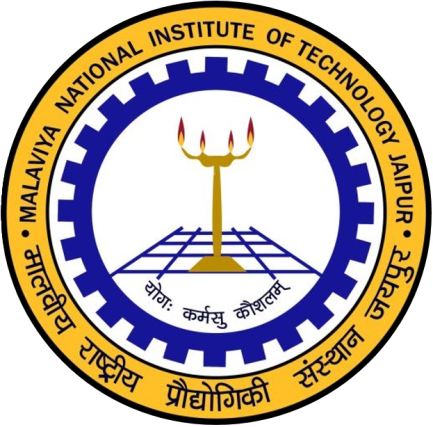 • MALAVIYA NATIONAL INSTITUTE OF TECHNOLOGY JAIPUR •
योगः कर्मसु कौशलम्
मालवीय राष्ट्रीय प्रौद्योगिकी संस्थान जयपुर